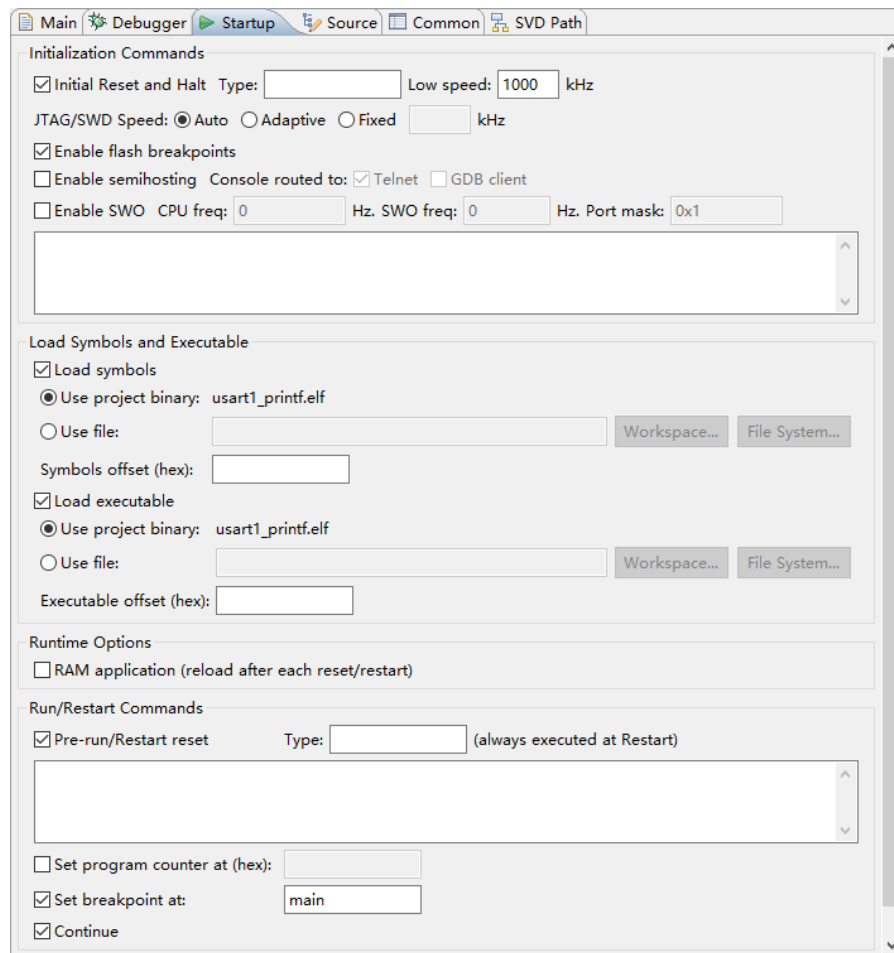 Main Debugger Startup Source Common SVD Path
Initialization Commands
Initial Reset and Halt Type: Low speed: 1000 kHz
JTAG/SWD Speed: Auto Adaptive Fixed kHz
Enable flash breakpoints
Enable semihosting Console routed to: Telnet GDB client
Enable SWO CPU freq: 0 Hz. SWO freq: 0 Hz. Port mask: 0x1
Load Symbols and Executable
Load symbols
Use project binary: usart1_printf.elf
Use file: Workspace... File System...
Symbols offset (hex):
Load executable
Use project binary: usart1_printf.elf
Use file: Workspace... File System...
Executable offset (hex):
Runtime Options
RAM application (reload after each reset/restart)
Run/Restart Commands
Pre-run/Restart reset Type: (always executed at Restart)
Set program counter at (hex):
Set breakpoint at: main
Continue